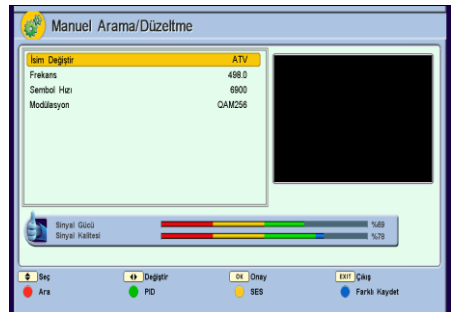 Manuel Arama/Düzeltme
İsim Değiştir ATV
Frekans 498.0
Sembol Hızı 6900
Modülasyon QAM256
Sinyal Gücü %69
Sinyal Kalitesi %78
Seç Değiştir OK Onay EXIT Çıkış
Ara PID SES Farklı Kaydet